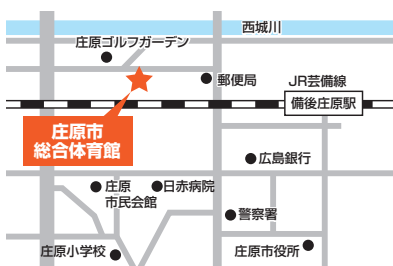 西城川
庄原ゴルフガーデン
郵便局
JR芸備線
備後庄原駅
庄原市
総合体育館
広島銀行
庄原
市民会館
日赤病院
警察署
庄原小学校
庄原市役所